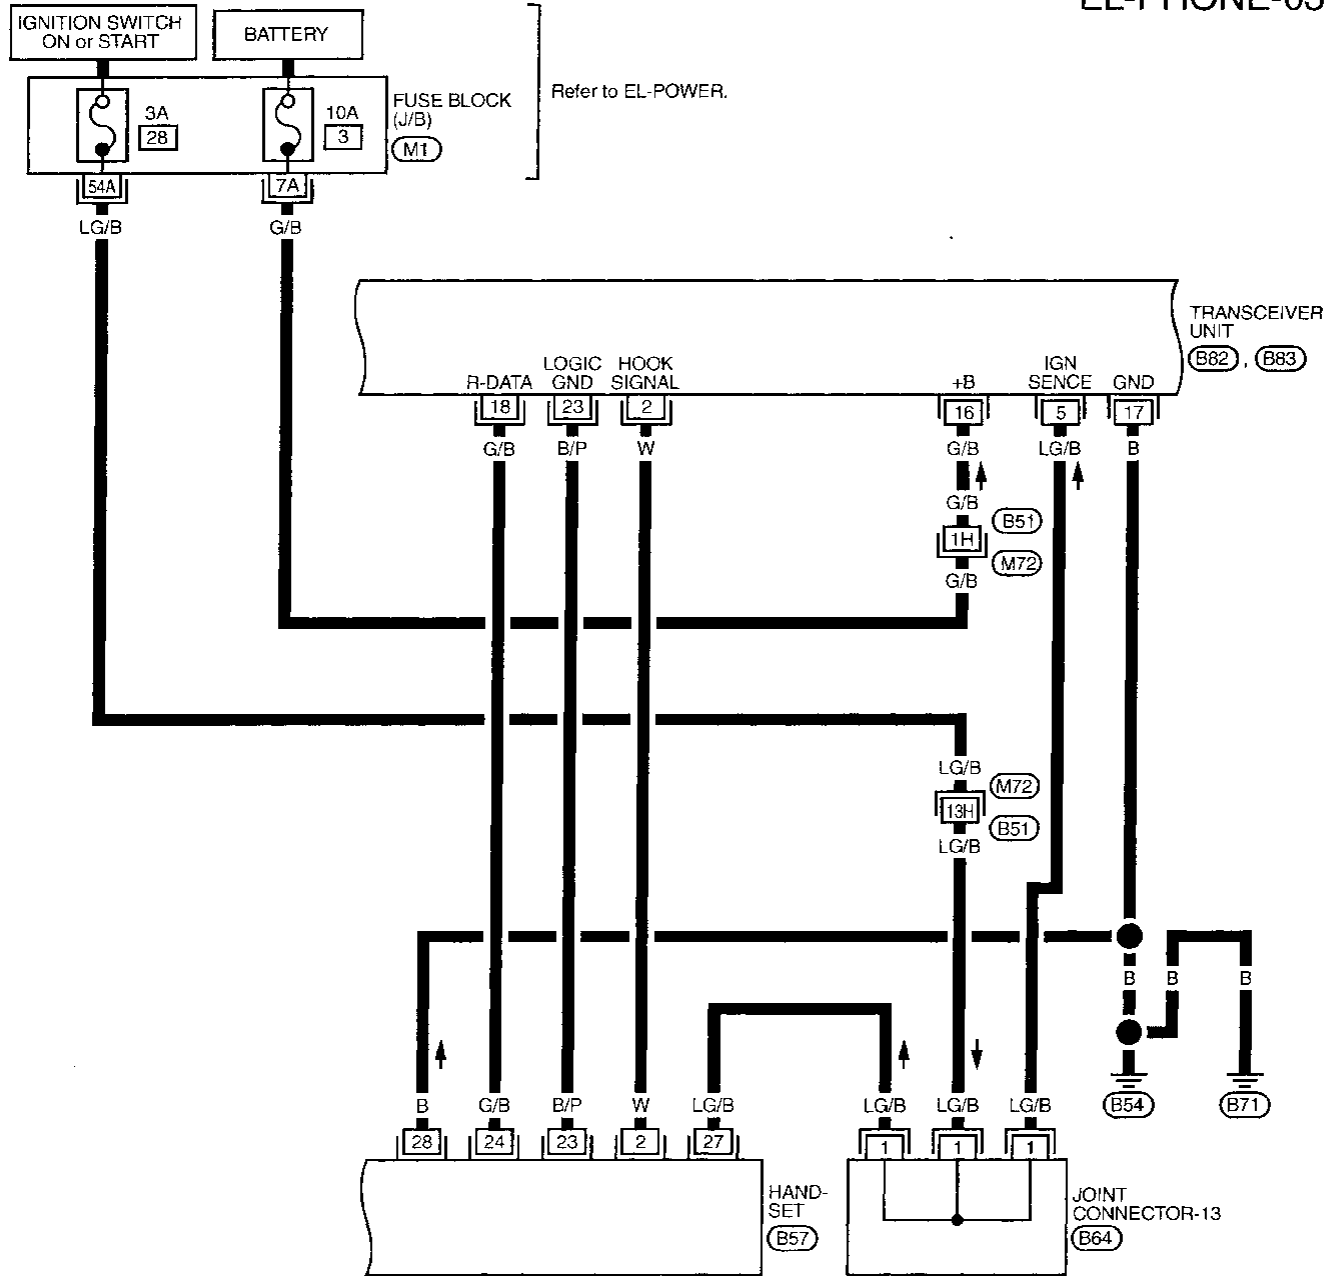 EL-PHONE-03
IGNITION SWITCH
ON or START
BATTERY
Refer to EL-POWER.
FUSE BLOCK
(J/B)
M1
3A
28
10A
3
54A
7A
LG/B
G/B
TRANSCEIVER
UNIT
B82 , B83
R-DATA
LOGIC
GND
HOOK
SIGNAL
+B
IGN
SENCE
GND
18
23
2
16
5
17
G/B
B/P
W
G/B
LG/B
B
G/B
B51
1H
M72
G/B
LG/B
M72
13H
B51
LG/B
B
B
B
B54
B71
B
G/B
B/P
W
LG/B
LG/B
LG/B
LG/B
28
24
23
2
27
1
1
1
HAND-
SET
B57
JOINT
CONNECTOR-13
B64